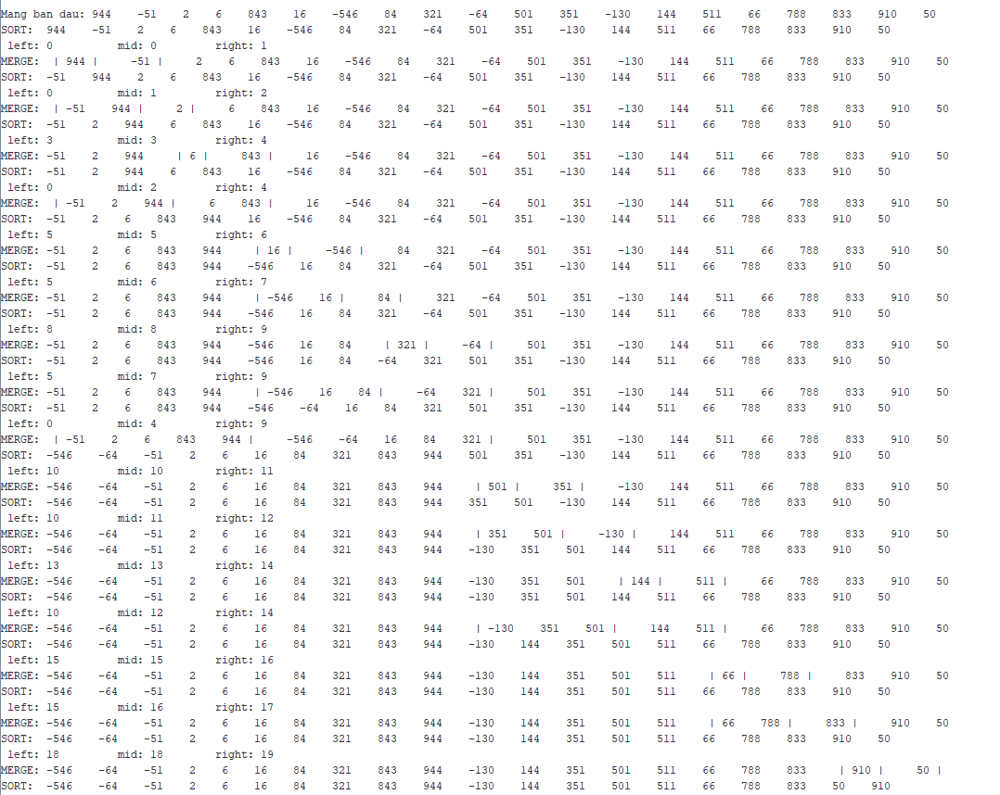 Mang ban dau: 944 -51 2 6 843 16 -546 84 321 -64 501 351 -130 144 511 66 788 833 910 50
SORT: 944 -51 2 6 843 16 -546 84 321 -64 501 351 -130 144 511 66 788 833 910 50
left: 0 mid: 0 right: 1
MERGE: | 944 | -51 | 2 6 843 16 -546 84 321 -64 501 351 -130 144 511 66 788 833 910 50
SORT: -51 944 2 6 843 16 -546 84 321 -64 501 351 -130 144 511 66 788 833 910 50
left: 0 mid: 1 right: 2
MERGE: | -51 944 | 2 | 6 843 16 -546 84 321 -64 501 351 -130 144 511 66 788 833 910 50
SORT: -51 2 944 6 843 16 -546 84 321 -64 501 351 -130 144 511 66 788 833 910 50
left: 3 mid: 3 right: 4
MERGE: -51 2 944 | 6 | 843 | 16 -546 84 321 -64 501 351 -130 144 511 66 788 833 910 50
SORT: -51 2 944 6 843 16 -546 84 321 -64 501 351 -130 144 511 66 788 833 910 50
left: 0 mid: 2 right: 4
MERGE: | -51 2 944 | 6 843 | 16 -546 84 321 -64 501 351 -130 144 511 66 788 833 910 50
SORT: -51 2 6 843 944 16 -546 84 321 -64 501 351 -130 144 511 66 788 833 910 50
left: 5 mid: 5 right: 6
MERGE: -51 2 6 843 944 | 16 | -546 | 84 321 -64 501 351 -130 144 511 66 788 833 910 50
SORT: -51 2 6 843 944 -546 16 84 321 -64 501 351 -130 144 511 66 788 833 910 50
left: 5 mid: 6 right: 7
MERGE: -51 2 6 843 944 | -546 16 | 84 | 321 -64 501 351 -130 144 511 66 788 833 910 50
SORT: -51 2 6 843 944 -546 16 84 321 -64 501 351 -130 144 511 66 788 833 910 50
left: 8 mid: 8 right: 9
MERGE: -51 2 6 843 944 -546 16 84 | 321 | -64 | 501 351 -130 144 511 66 788 833 910 50
SORT: -51 2 6 843 944 -546 16 84 -64 321 501 351 -130 144 511 66 788 833 910 50
left: 5 mid: 7 right: 9
MERGE: -51 2 6 843 944 | -546 16 84 | -64 321 | 501 351 -130 144 511 66 788 833 910 50
SORT: -51 2 6 843 944 -546 -64 16 84 321 501 351 -130 144 511 66 788 833 910 50
left: 0 mid: 4 right: 9
MERGE: | -51 2 6 843 944 | -546 -64 16 84 321 | 501 351 -130 144 511 66 788 833 910 50
SORT: -546 -64 -51 2 6 16 84 321 843 944 501 351 -130 144 511 66 788 833 910 50
left: 10 mid: 10 right: 11
MERGE: -546 -64 -51 2 6 16 84 321 843 944 | 501 | 351 | -130 144 511 66 788 833 910 50
SORT: -546 -64 -51 2 6 16 84 321 843 944 351 501 -130 144 511 66 788 833 910 50
left: 10 mid: 11 right: 12
MERGE: -546 -64 -51 2 6 16 84 321 843 944 | 351 501 | -130 | 144 511 66 788 833 910 50
SORT: -546 -64 -51 2 6 16 84 321 843 944 -130 351 501 144 511 66 788 833 910 50
left: 13 mid: 13 right: 14
MERGE: -546 -64 -51 2 6 16 84 321 843 944 -130 351 501 | 144 | 511 | 66 788 833 910 50
SORT: -546 -64 -51 2 6 16 84 321 843 944 -130 351 501 144 511 66 788 833 910 50
left: 10 mid: 12 right: 14
MERGE: -546 -64 -51 2 6 16 84 321 843 944 | -130 351 501 | 144 511 | 66 788 833 910 50
SORT: -546 -64 -51 2 6 16 84 321 843 944 -130 144 351 501 511 66 788 833 910 50
left: 15 mid: 15 right: 16
MERGE: -546 -64 -51 2 6 16 84 321 843 944 -130 144 351 501 511 | 66 | 788 | 833 910 50
SORT: -546 -64 -51 2 6 16 84 321 843 944 -130 144 351 501 511 66 788 833 910 50
left: 15 mid: 16 right: 17
MERGE: -546 -64 -51 2 6 16 84 321 843 944 -130 144 351 501 511 | 66 788 | 833 | 910 50
SORT: -546 -64 -51 2 6 16 84 321 843 944 -130 144 351 501 511 66 788 833 910 50
left: 18 mid: 18 right: 19
MERGE: -546 -64 -51 2 6 16 84 321 843 944 -130 144 351 501 511 66 788 833 | 910 | 50 |
SORT: -546 -64 -51 2 6 16 84 321 843 944 -130 144 351 501 511 66 788 833 50 910